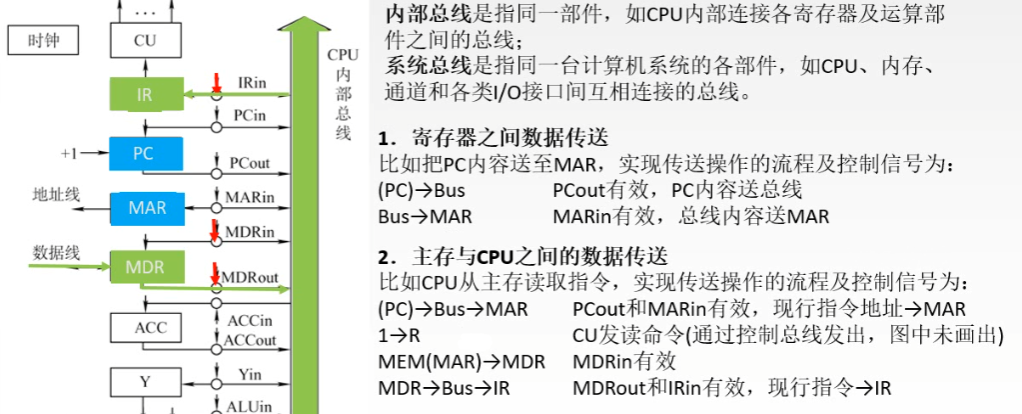 时钟
CU
IR
IRin
PCin
+1
PC
PCout
地址线
MAR
MARin
MDRin
数据线
MDR
MDRout
ACC
ACCin
ACCout
Y
Yin
ALUin
CPU
内
部
总
线
内部总线是指同一部件，如CPU内部连接各寄存器及运算部
件之间的总线；
系统总线是指同一台计算机系统的各部件，如CPU、内存、
通道和各类I/O接口间互相连接的总线。
1．寄存器之间数据传送
比如把PC内容送至MAR，实现传送操作的流程及控制信号为：
(PC)→Bus PCout有效，PC内容送总线
Bus→MAR MARin有效，总线内容送MAR
2．主存与CPU之间的数据传送
比如CPU从主存读取指令，实现传送操作的流程及控制信号为：
(PC)→Bus→MAR PCout和MARin有效，现行指令地址→MAR
1→R CU发读命令(通过控制总线发出，图中未画出)
MEM(MAR)→MDR MDRin有效
MDR→Bus→IR MDRout和IRin有效，现行指令→IR